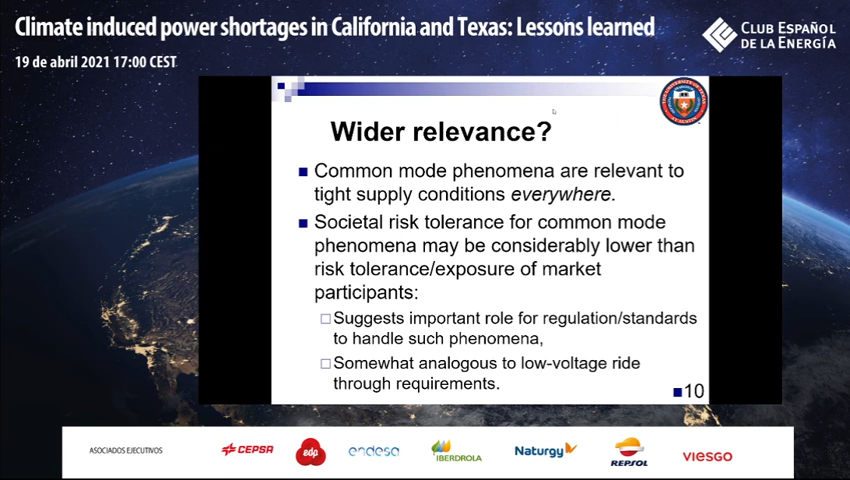 Climate induced power shortages in California and Texas: Lessons learned
19 de abril 2021 17:00 CEST
CLUB ESPAÑOL
DE LA ENERGÍA
Wider relevance?
Common mode phenomena are relevant to
tight supply conditions everywhere.
Societal risk tolerance for common mode
phenomena may be considerably lower than
risk tolerance/exposure of market
participants:
Suggests important role for regulation/standards
to handle such phenomena,
Somewhat analogous to low-voltage ride
through requirements.
10
ASOCIADOS EJECUTIVOS
CEPSA
edp
endesa
IBERDROLA
Naturgy
REPSOL
VIESGO